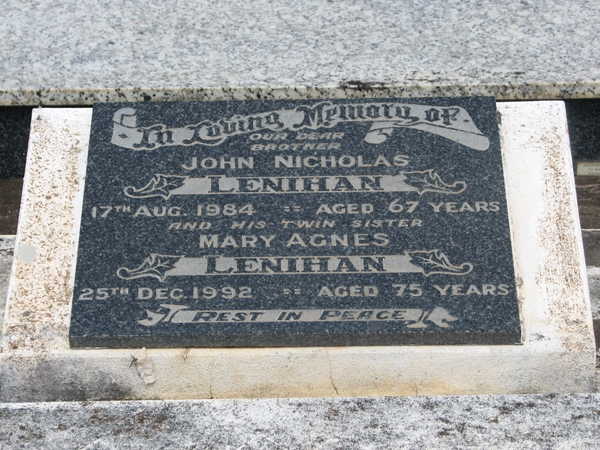 In Loving Memory of
OUR DEAR
BROTHER
JOHN NICHOLAS
LENIHAN
17TH AUG. 1984 == AGED 67 YEARS
AND HIS TWIN SISTER
MARY AGNES
LENIHAN
25TH DEC. 1992 == AGED 75 YEARS
REST IN PEACE